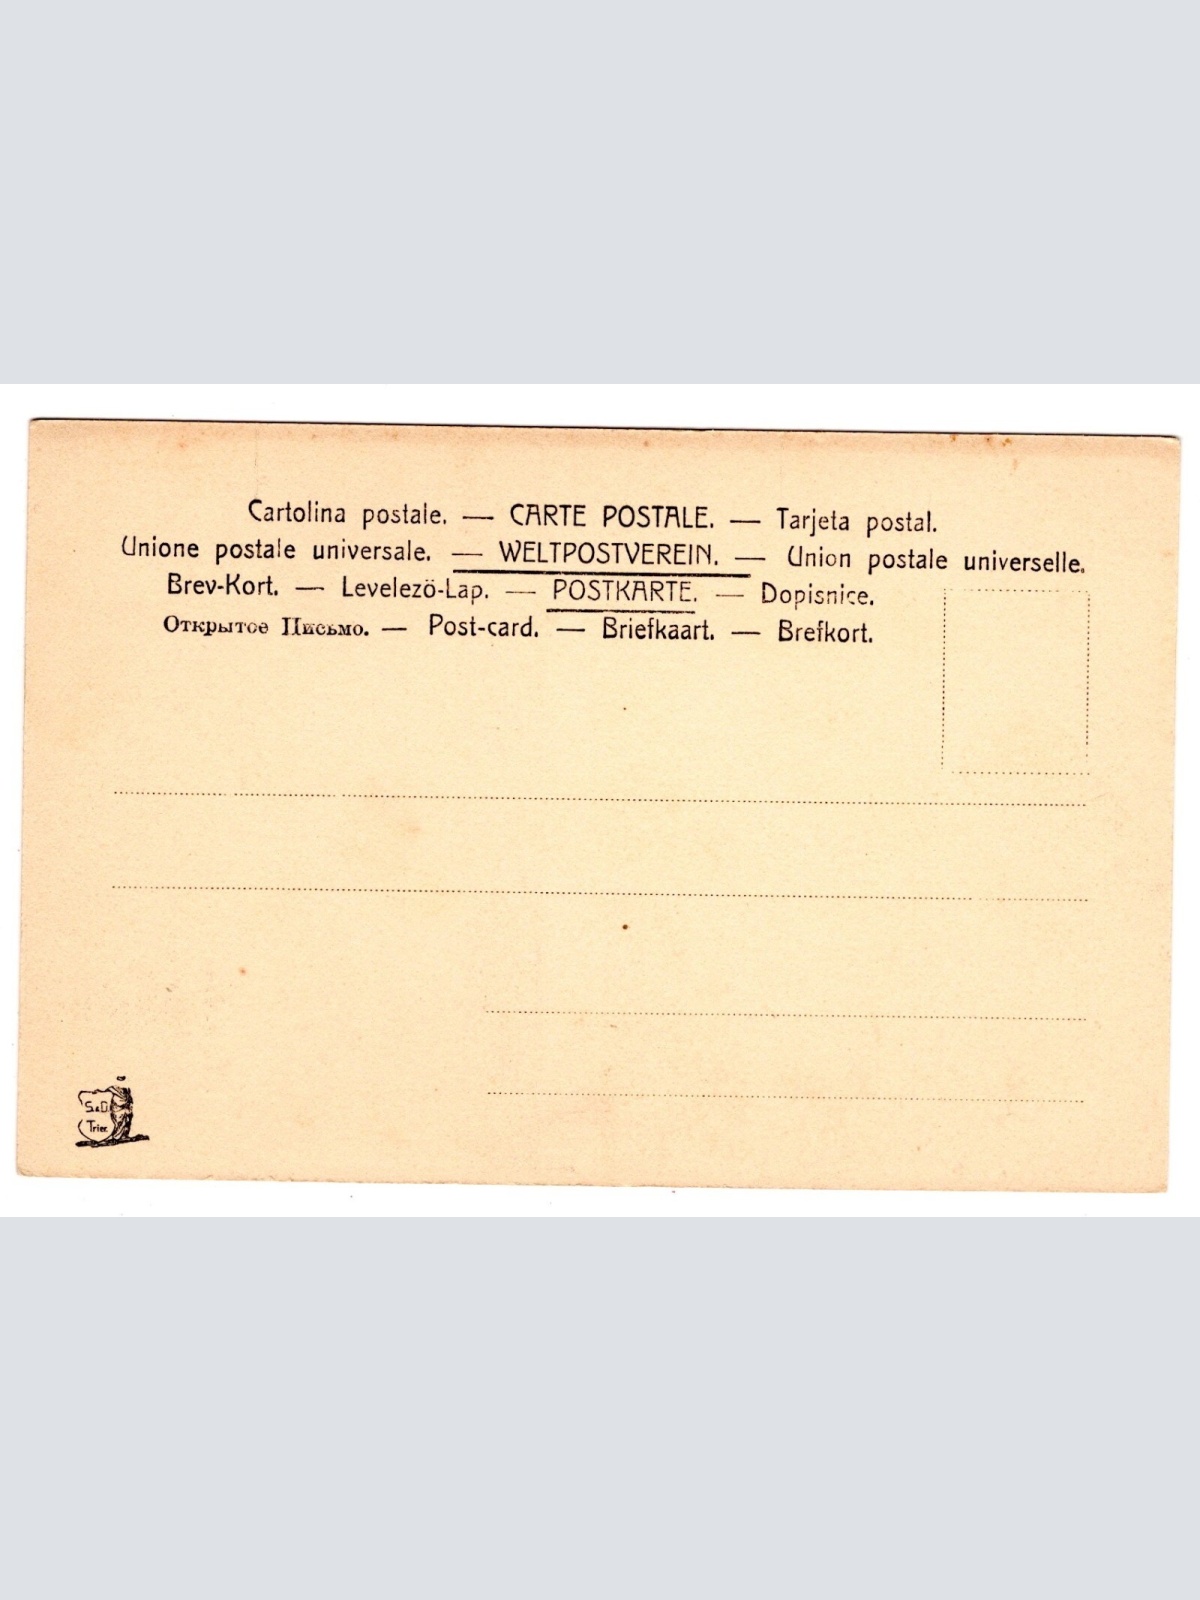 Cartolina postale. — CARTE POSTALE. — Tarjeta postal.
Unione postale universale. — WELTPOSTVEREIN. — Union postale universelle.
Brev-Kort. — Levelezö-Lap. — POSTKARTE. — Dopisnice.
Открытое Письмо. — Post-card. — Briefkaart. — Brefkort.
S.&D.
Trier.